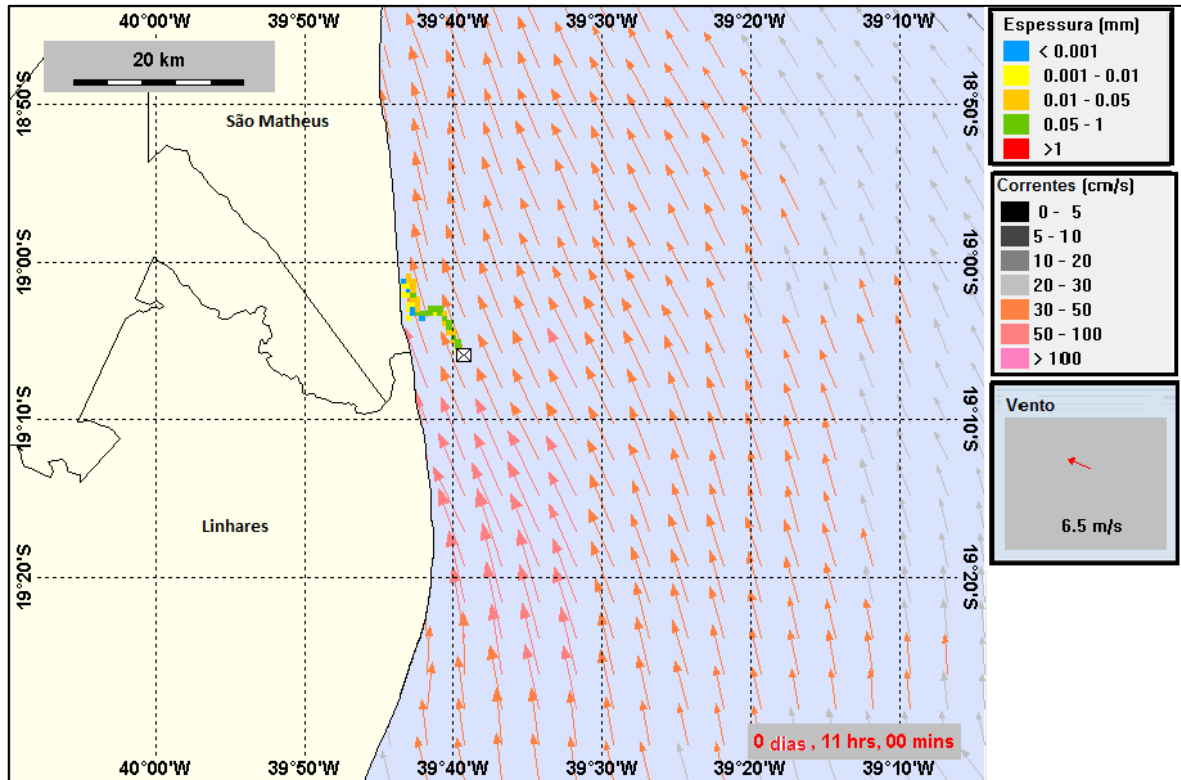 40°00'W 39°50'W 39°40'W 39°30'W 39°20'W 39°10'W
20 km
18°50'S
18°50'S
São Matheus
19°00'S
19°00'S
19°10'S
19°10'S
Linhares
19°20'S
19°20'S
0 dias , 11 hrs, 00 mins
40°00'W 39°50'W 39°40'W 39°30'W 39°20'W 39°10'W
Espessura (mm)
< 0.001
0.001 - 0.01
0.01 - 0.05
0.05 - 1
>1
Correntes (cm/s)
0 - 5
5 - 10
10 - 20
20 - 30
30 - 50
50 - 100
> 100
Vento
6.5 m/s